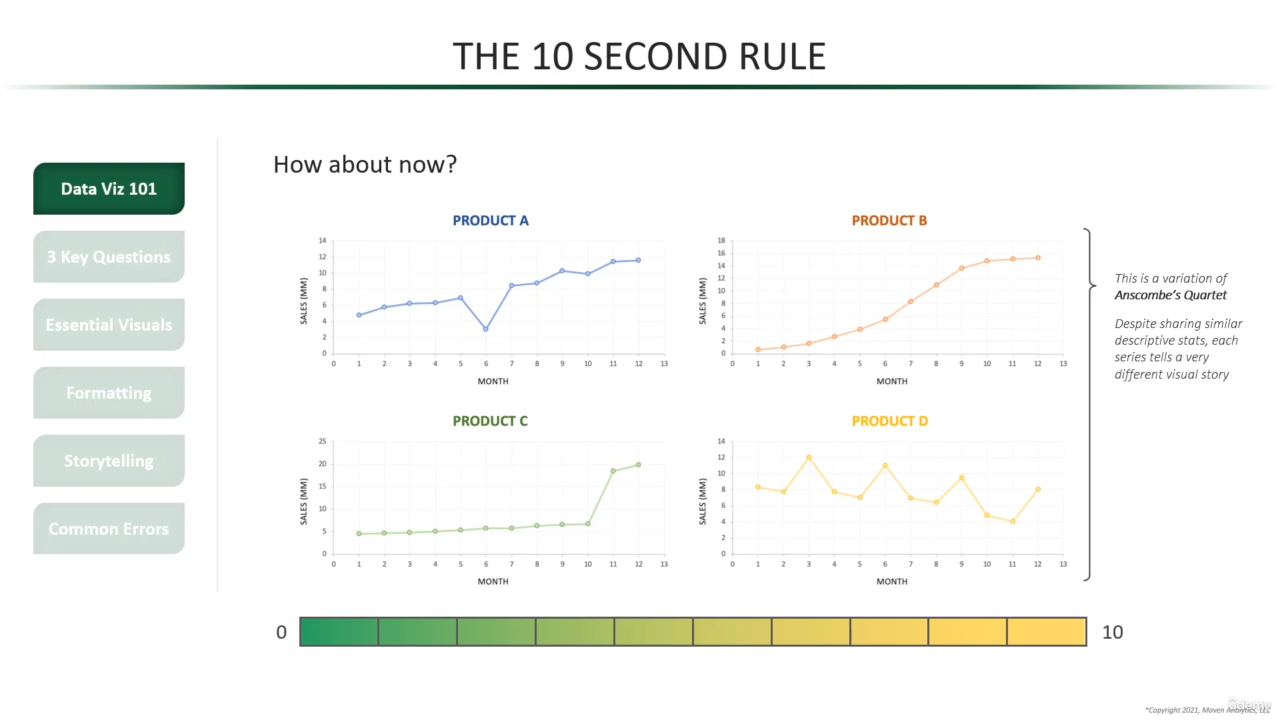 THE 10 SECOND RULE
Data Viz 101
3 Key Questions
Essential Visuals
Formatting
Storytelling
Common Errors
How about now?
PRODUCT A
14
12
10
8
6
4
2
0
SALES (MM)
0 1 2 3 4 5 6 7 8 9 10 11 12 13
MONTH
PRODUCT B
18
16
14
12
10
8
6
4
2
0
SALES (MM)
0 1 2 3 4 5 6 7 8 9 10 11 12 13
MONTH
PRODUCT C
25
20
15
10
5
0
SALES (MM)
0 1 2 3 4 5 6 7 8 9 10 11 12 13
MONTH
PRODUCT D
14
12
10
8
6
4
2
0
SALES (MM)
0 1 2 3 4 5 6 7 8 9 10 11 12 13
MONTH
This is a variation of
Anscombe's Quartet
Despite sharing similar
descriptive stats, each
series tells a very
different visual story
0
10
*Copyright 2021, Maven Analytics, LLC
Udemy